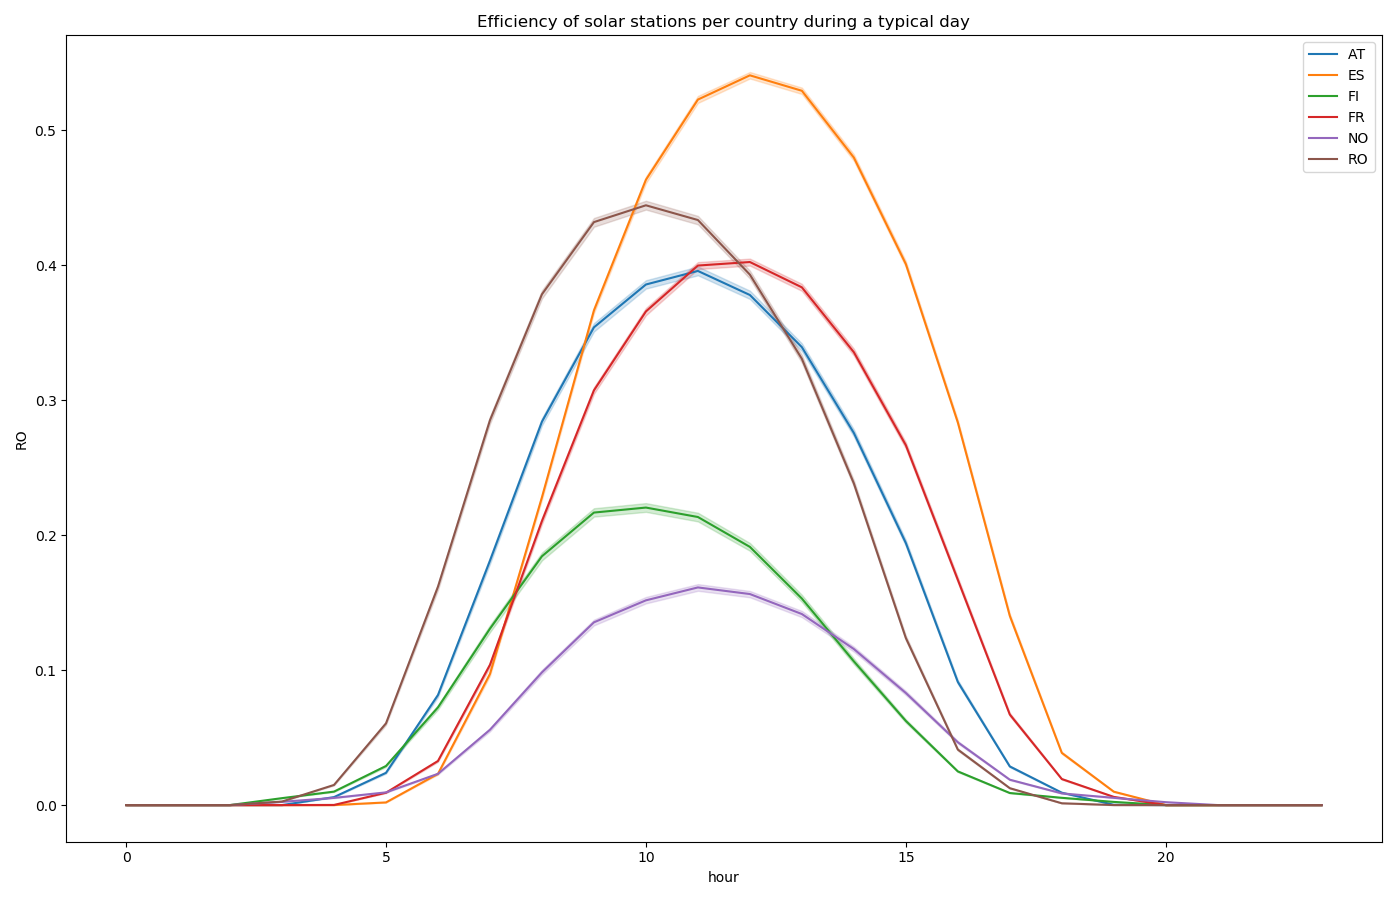 Efficiency of solar stations per country during a typical day
AT
ES
FI
FR
NO
RO
0.5
0.4
0.3
0.2
0.1
0.0
RO
0 5 10 15 20
hour